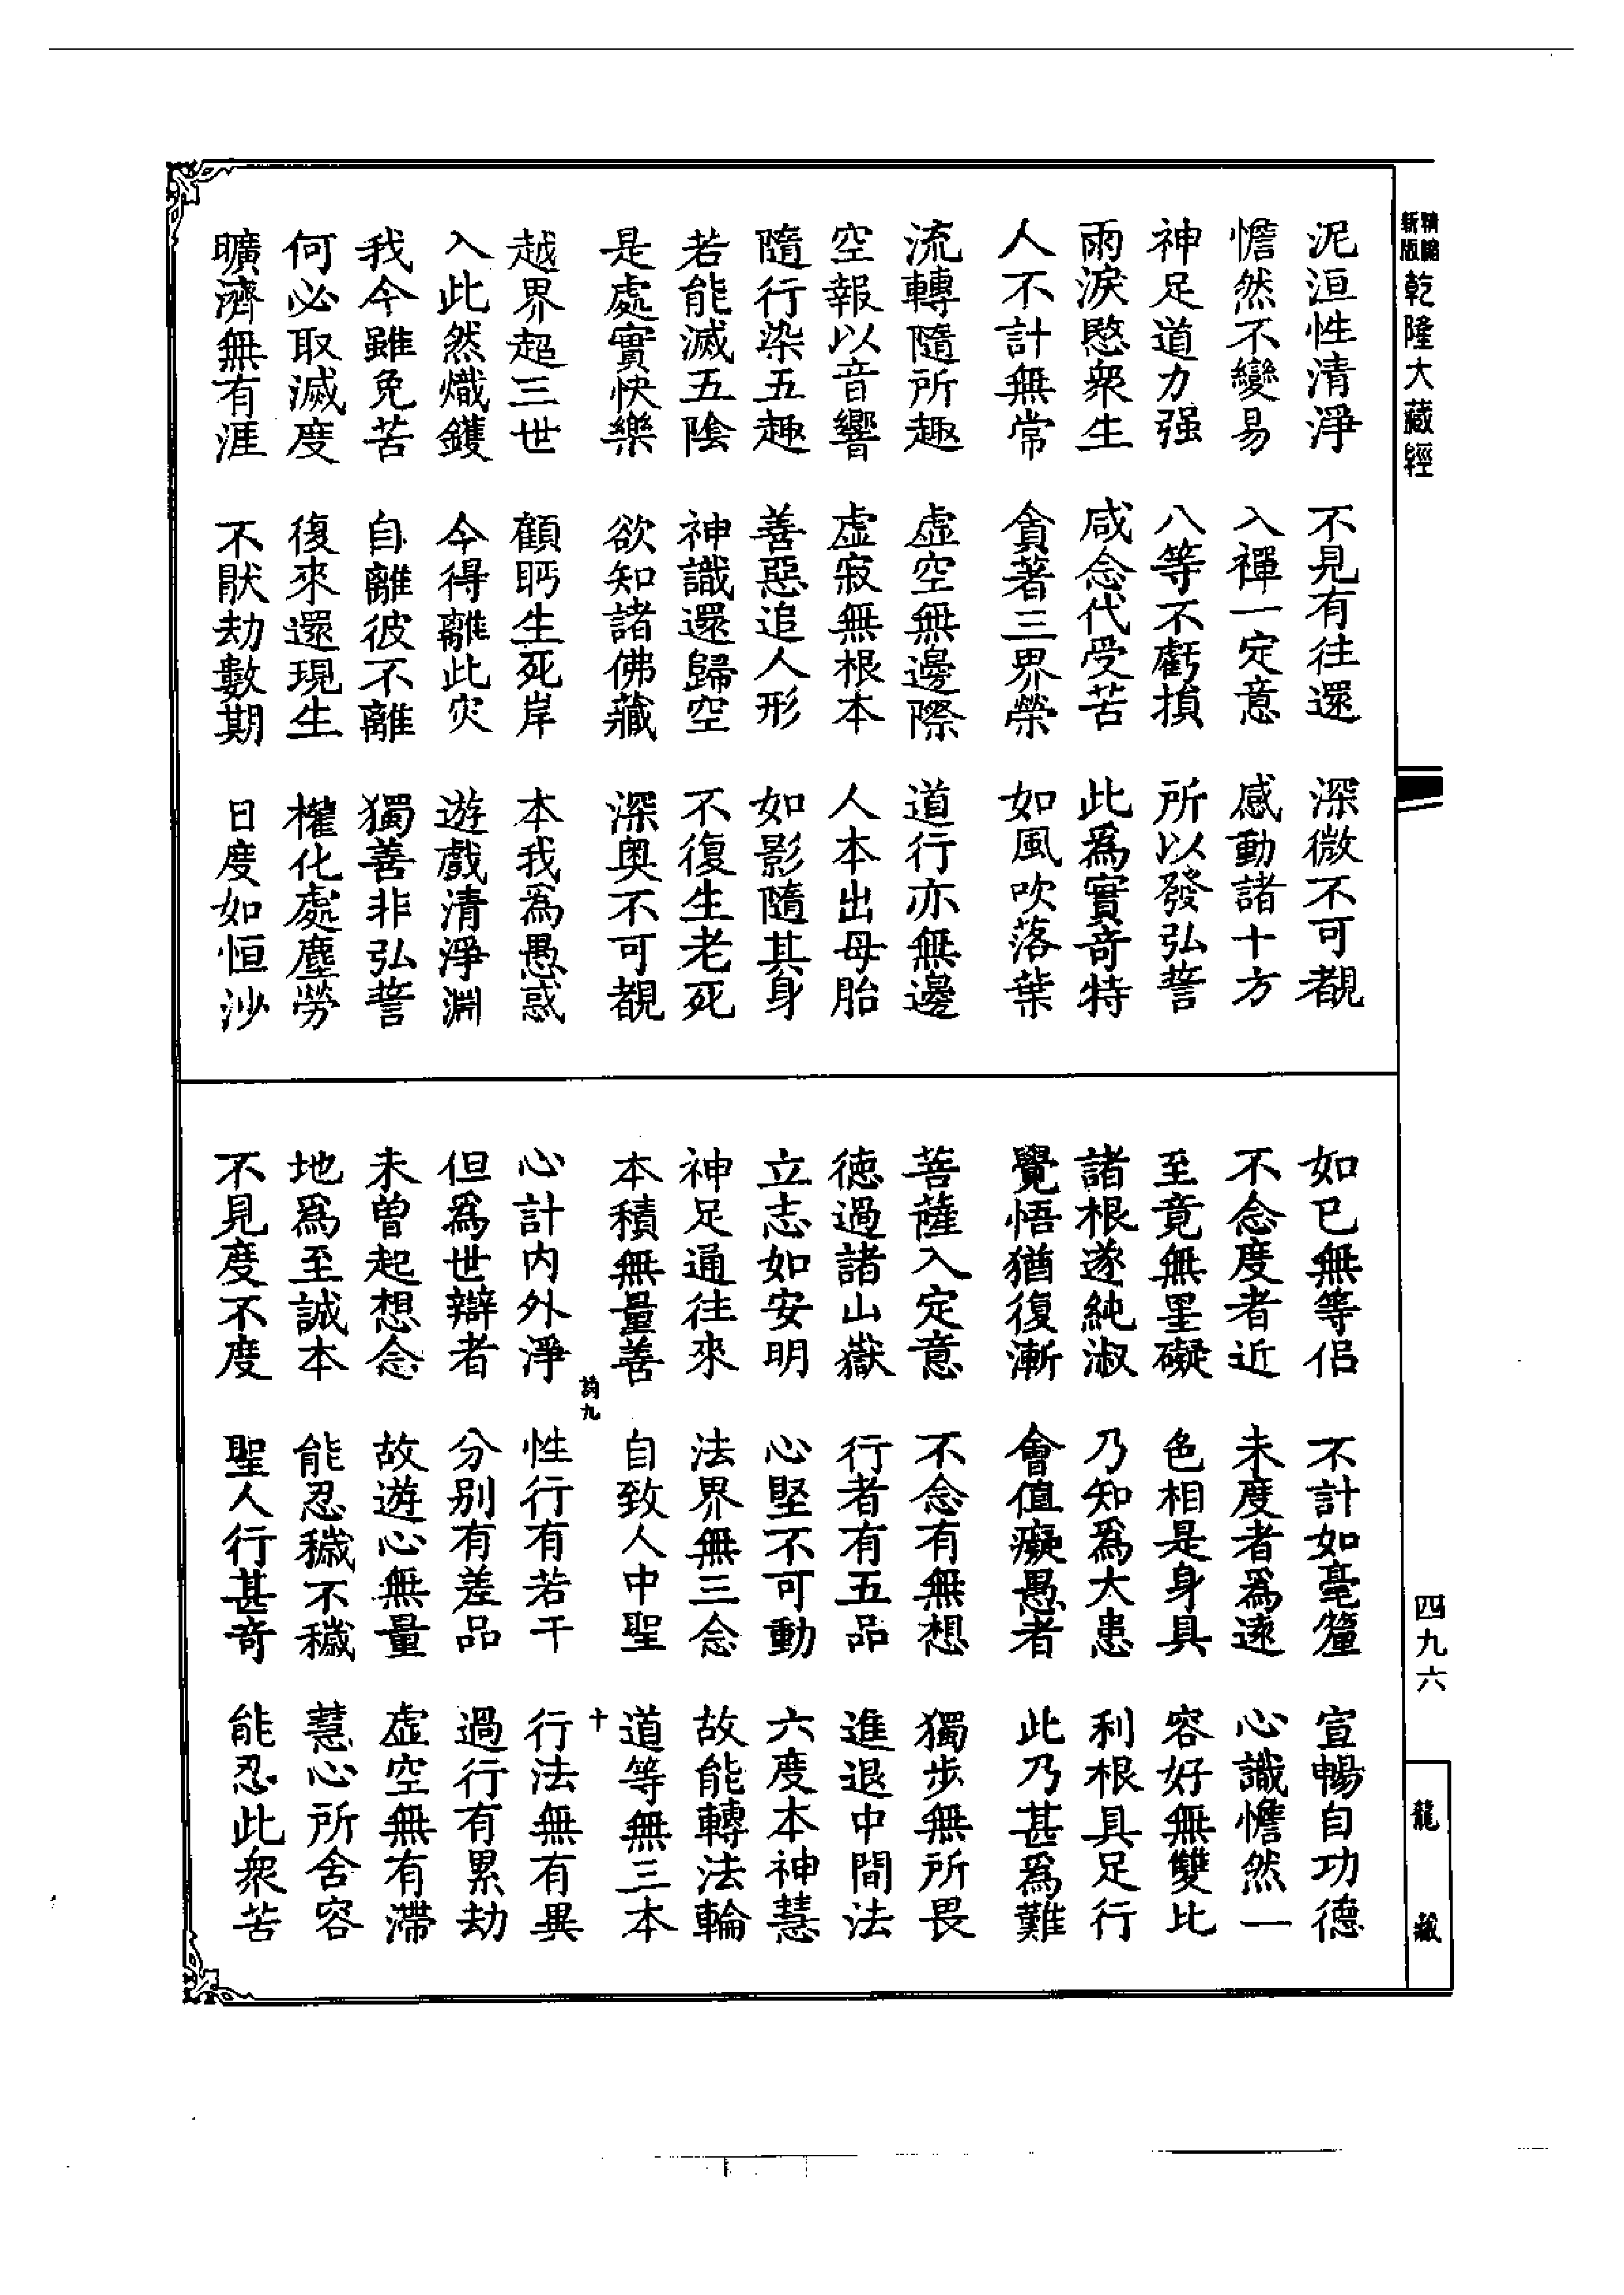 新版精縮乾隆大藏經
泥洹性清淨 不見有往還 深微不可覩
憺然不變易 入禪一定意 感動諸十方
神足道力强 八等不虧損 所以發弘誓
雨淚愍衆生 咸念代受苦 此爲實奇特
人不計無常 貪著三界榮 如風吹落葉
流轉隨所趣 虛空無邊際 道行亦無邊
空報以音響 虛寂無根本 人本出母胎
隨行染五趣 善惡追人形 如影隨其身
若能滅五陰 神識還歸空 不復生老死
是處實快樂 欲知諸佛藏 深奧不可覩
越界超三世 顧眄生死岸 本我爲愚惑
入此然熾鑊 今得離此灾 遊戲清淨淵
我今雖免苦 自離彼不離 獨善非弘誓
何必取滅度 復來還現生 權化處塵勞
曠濟無有涯 不猒劫數期 日度如恒沙
如已無等侣 不計如毫釐 宣暢自功德
不念度者近 未度者爲遠 心識憺然一
至竟無罣礙 色相是身具 容好無雙比
諸根遂純淑 乃知爲大患 利根具足行
覺悟猶復漸 會值癡愚者 此乃甚爲難
菩薩入定意 不念有無想 獨步無所畏
德過諸山嶽 行者有五品 進退中間法
立志如安明 心堅不可動 六度本神慧
神足通往來 法界無三念 故能轉法輪
本積無量善 自致人中聖 道等無三本
九 十
心計内外淨 性行有若干 行法無有異
但爲世辯者 分别有差品 過行有累劫
未曾起想念 故遊心無量 虛空無有滯
地爲至誠本 能忍穢不穢 慧心所含容
不見度不度 聖人行甚奇 能忍此衆苦
四九六
龍藏